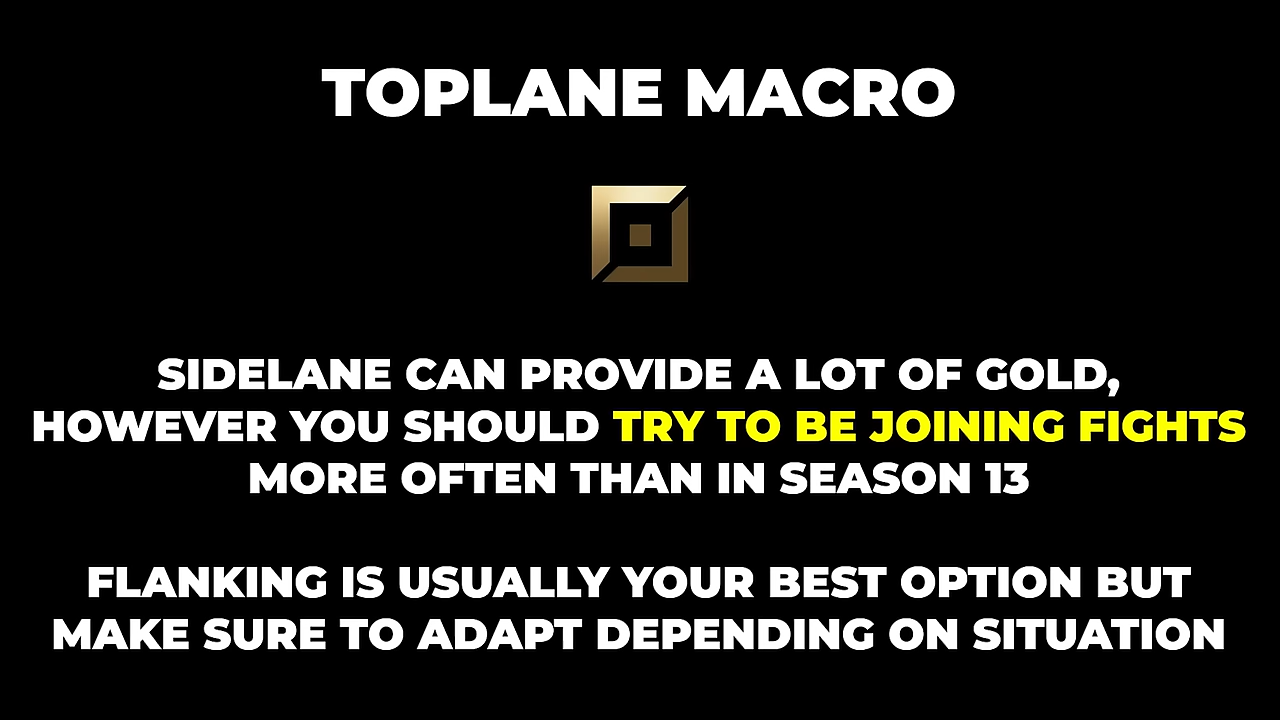 TOPLANE MACRO
SIDELANE CAN PROVIDE A LOT OF GOLD,
HOWEVER YOU SHOULD TRY TO BE JOINING FIGHTS
MORE OFTEN THAN IN SEASON 13
FLANKING IS USUALLY YOUR BEST OPTION BUT
MAKE SURE TO ADAPT DEPENDING ON SITUATION